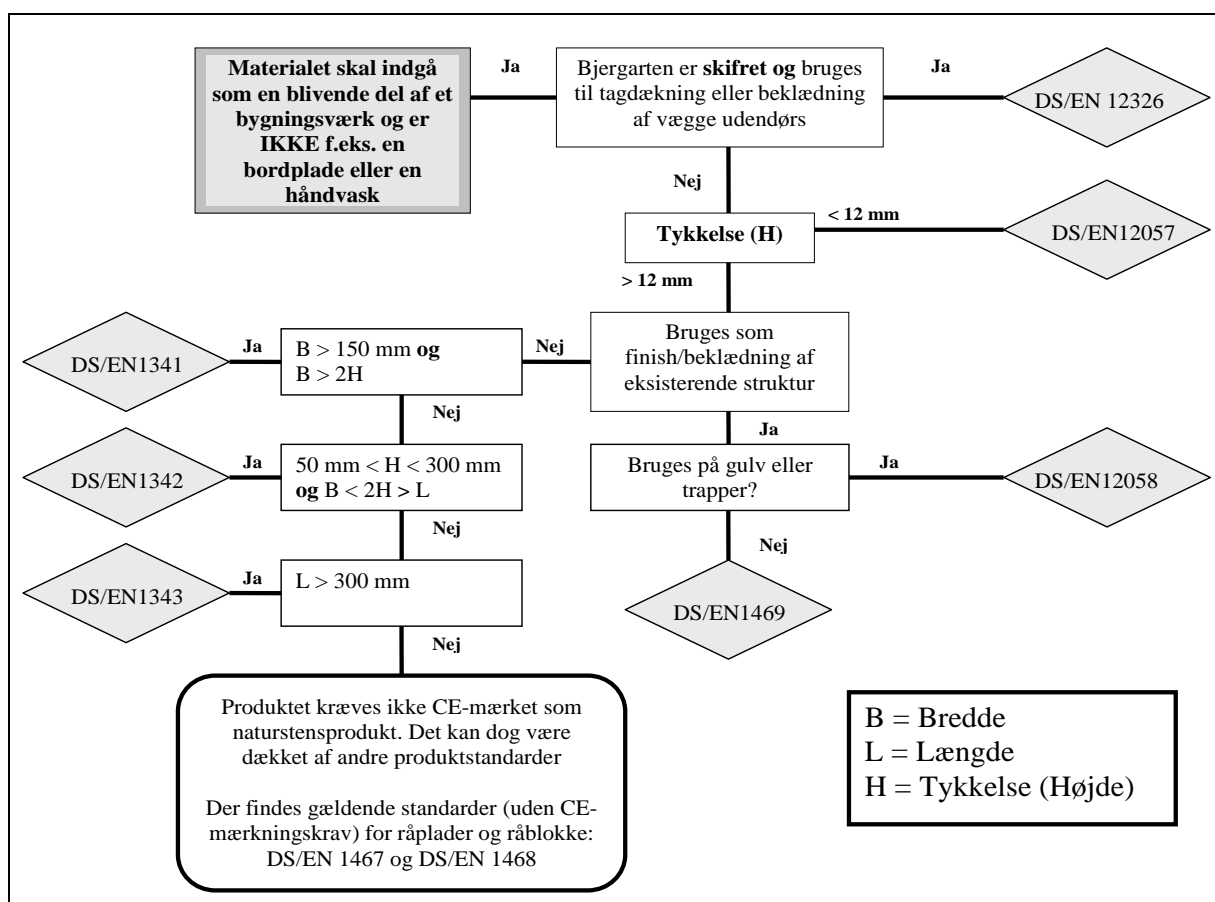 Materialet skal indgå
som en blivende del af et
bygningsværk og er
IKKE f.eks. en
bordplade eller en
håndvask
Ja
Bjergarten er skifret og bruges
til tagdækning eller beklædning
af vægge udendørs
Ja
DS/EN 12326
Nej
Tykkelse (H)
< 12 mm
DS/EN12057
> 12 mm
Bruges som
finish/beklædning af
eksisterende struktur
Nej
B > 150 mm og
B > 2H
Ja
DS/EN1341
Nej
Ja
50 mm < H < 300 mm
og B < 2H > L
Ja
DS/EN1342
Bruges på gulv eller
trapper?
Ja
DS/EN12058
Nej
Nej
L > 300 mm
Ja
DS/EN1343
DS/EN1469
Nej
Produktet kræves ikke CE-mærket som
naturstensprodukt. Det kan dog være
dækket af andre produktstandarder
Der findes gældende standarder (uden CE-
mærkningskrav) for råplader og råblokke:
DS/EN 1467 og DS/EN 1468
B = Bredde
L = Længde
H = Tykkelse (Højde)